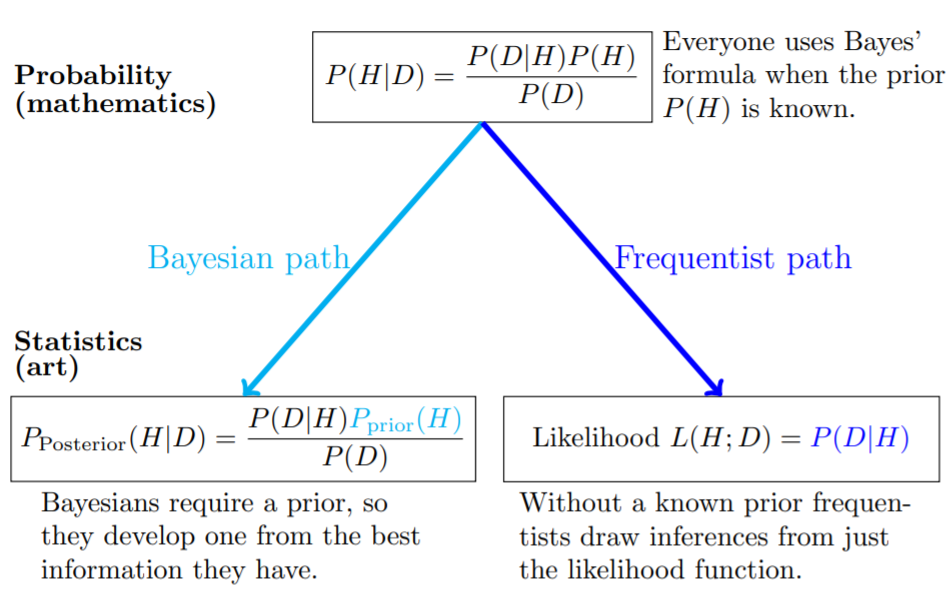 Probability
(mathematics)
P(H|D) = P(D|H)P(H) / P(D)
Everyone uses Bayes’
formula when the prior
P(H) is known.
Bayesian path
Frequentist path
Statistics
(art)
P_Posterior(H|D) = P(D|H)P_prior(H) / P(D)
Bayesians require a prior, so
they develop one from the best
information they have.
Likelihood L(H; D) = P(D|H)
Without a known prior frequen-
tists draw inferences from just
the likelihood function.